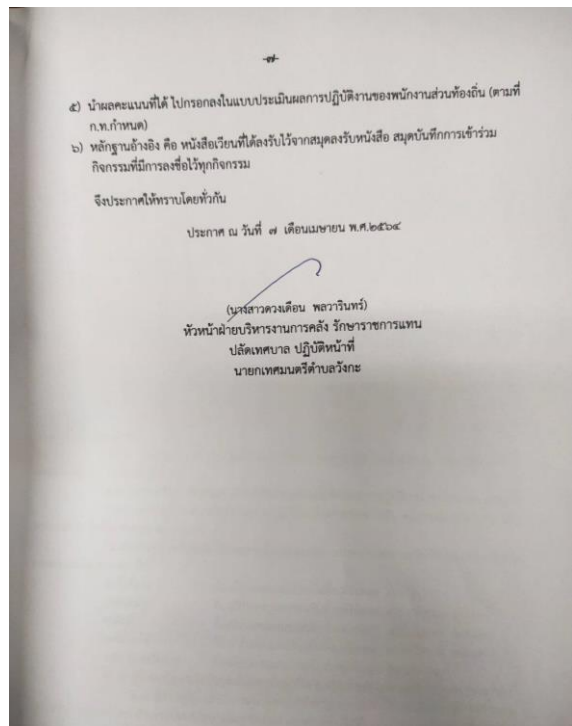 -๗-
๕) นำผลคะแนนที่ได้ ไปกรอกลงในแบบประเมินผลการปฏิบัติงานของพนักงานส่วนท้องถิ่น (ตามที่
ก.ท.กำหนด)
๖) หลักฐานอ้างอิง คือ หนังสือเวียนที่ได้ลงรับไว้จากสมุดลงรับหนังสือ สมุดบันทึกการเข้าร่วม
กิจกรรมที่มีการลงชื่อไว้ทุกกิจกรรม
จึงประกาศให้ทราบโดยทั่วกัน
ประกาศ ณ วันที่ ๗ เดือนเมษายน พ.ศ.๒๕๖๔
(นางสาวดวงเดือน พลวารินทร์)
หัวหน้าฝ่ายบริหารงานการคลัง รักษาราชการแทน
ปลัดเทศบาล ปฏิบัติหน้าที่
นายกเทศมนตรีตำบลวังกะ